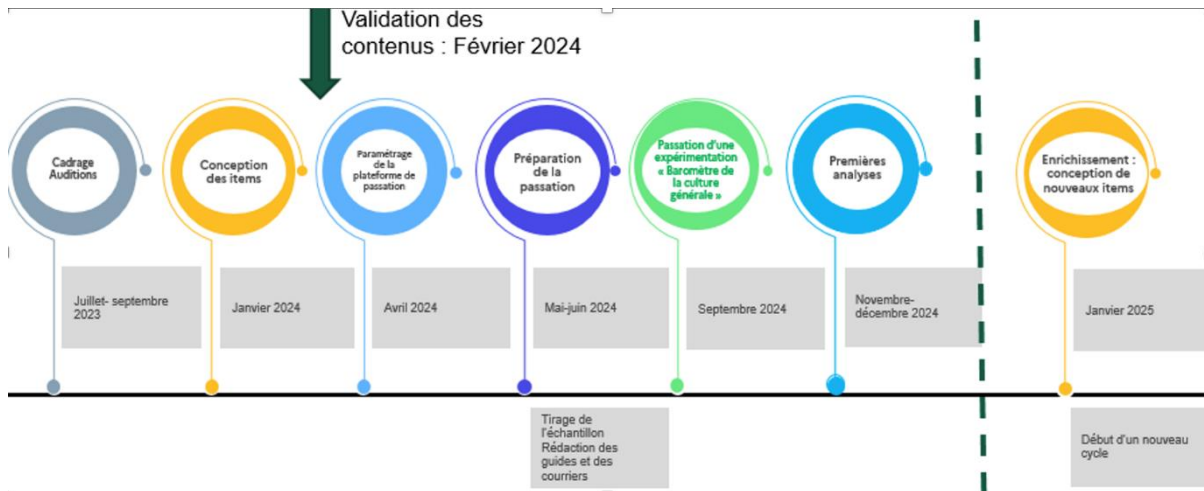 Validation des
contenus : Février 2024
Cadrage
Auditions
Conception
des items
Paramétrage
de la
plateforme de
passation
Préparation
de la
passation
Passation d'une
expérimentation
« Baromètre de
la culture
générale »
Premières
analyses
Enrichissement :
conception de
nouveaux items
Juillet- septembre
2023
Janvier 2024
Avril 2024
Mai-juin 2024
Septembre 2024
Novembre-
décembre 2024
Janvier 2025
Tirage de
l'échantillon
Rédaction des
guides et des
courriers
Début d'un nouveau
cycle